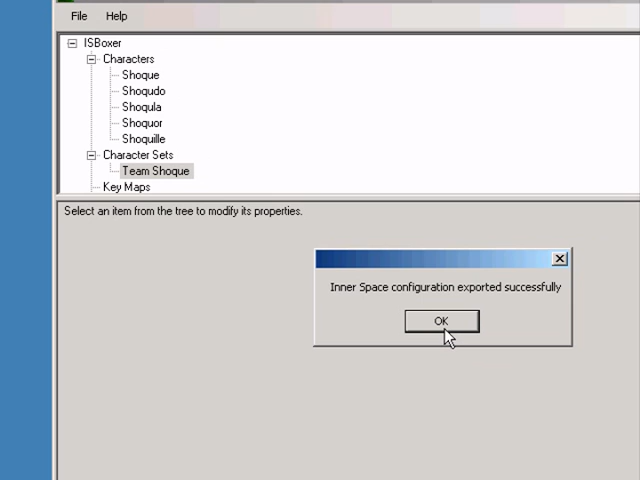 File Help
ISBoxer
Characters
Shoque
Shoqudo
Shoqula
Shoquor
Shoquille
Character Sets
Team Shoque
Key Maps
Select an item from the tree to modify its properties.
Inner Space configuration exported successfully
OK